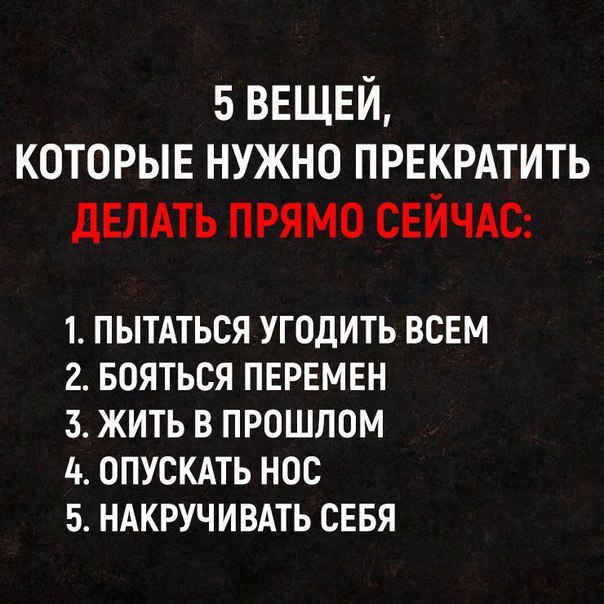 5 ВЕЩЕЙ,
КОТОРЫЕ НУЖНО ПРЕКРАТИТЬ
ДЕЛАТЬ ПРЯМО СЕЙЧАС:
1. ПЫТАТЬСЯ УГОДИТЬ ВСЕМ
2. БОЯТЬСЯ ПЕРЕМЕН
3. ЖИТЬ В ПРОШЛОМ
4. ОПУСКАТЬ НОС
5. НАКРУЧИВАТЬ СЕБЯ